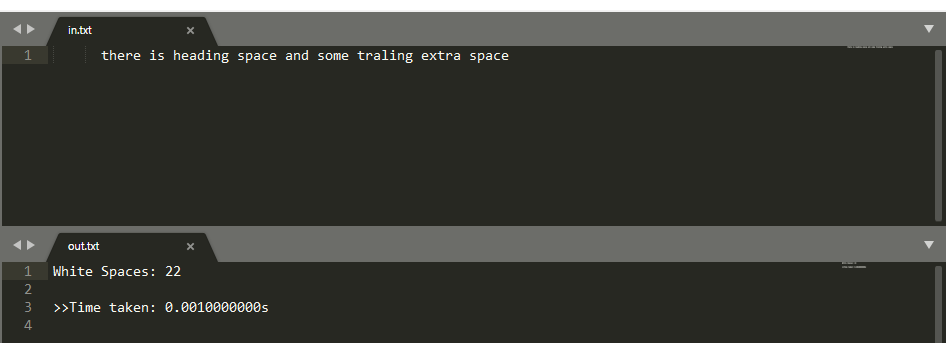 in.txt ×
1 there is heading space and some traling extra space
out.txt ×
1 White Spaces: 22
2
3 >>Time taken: 0.0010000000s
4